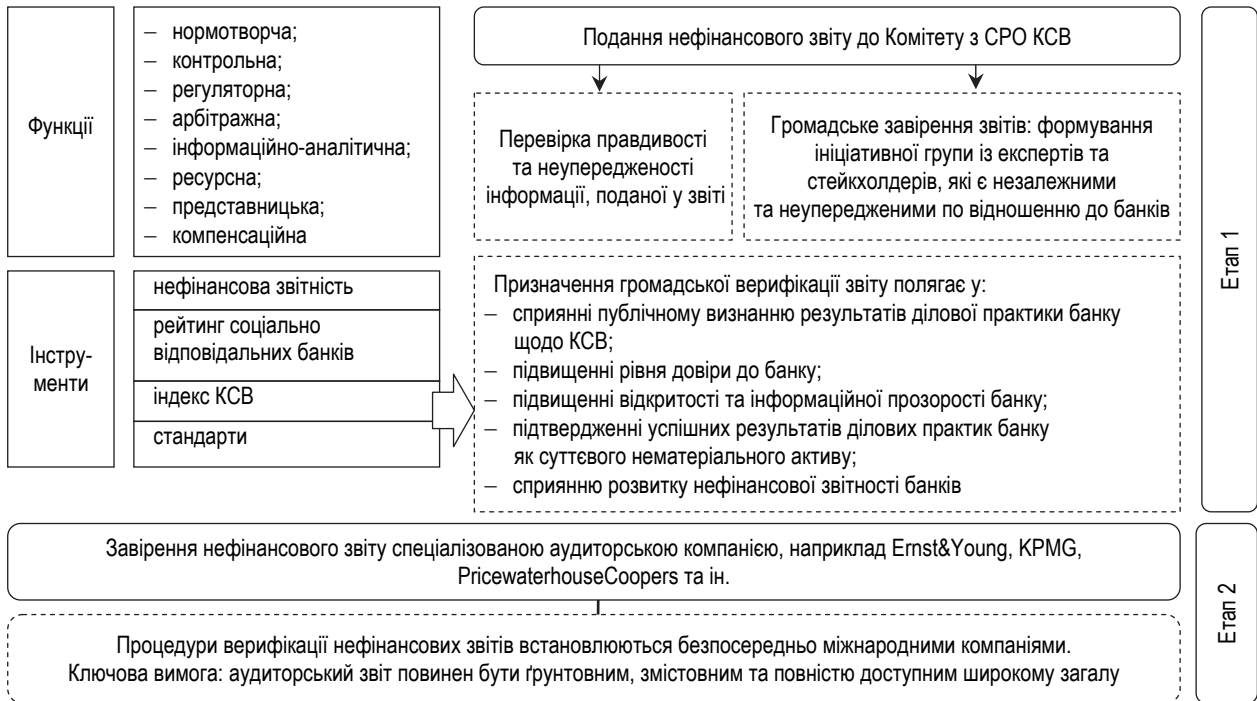 Функції
– нормотворча;
– контрольна;
– регуляторна;
– арбітражна;
– інформаційно-аналітична;
– ресурсна;
– представницька;
– компенсаційна
Подання нефінансового звіту до Комітету з СРО КСВ
Перевірка правдивості
та неупередженості
інформації, поданої у звіті
Громадське завірення звітів: формування
ініціативної групи із експертів та
стейкхолдерів, які є незалежними
та неупередженими по відношенню до банків
Інстру-
менти
нефінансова звітність
рейтинг соціально
відповідальних банків
індекс КСВ
стандарти
Призначення громадської верифікації звіту полягає у:
– сприянні публічному визнанню результатів ділової практики банку
щодо КСВ;
– підвищенні рівня довіри до банку;
– підвищенні відкритості та інформаційної прозорості банку;
– підтвердженні успішних результатів ділових практик банку
як суттєвого нематеріального активу;
– сприянню розвитку нефінансової звітності банків
Етап 1
Завірення нефінансового звіту спеціалізованою аудиторською компанією, наприклад Ernst&Young, KPMG,
PricewaterhouseCoopers та ін.
Процедури верифікації нефінансових звітів встановлюються безпосередньо міжнародними компаніями.
Ключова вимога: аудиторський звіт повинен бути ґрунтовним, змістовним та повністю доступним широкому загалу
Етап 2